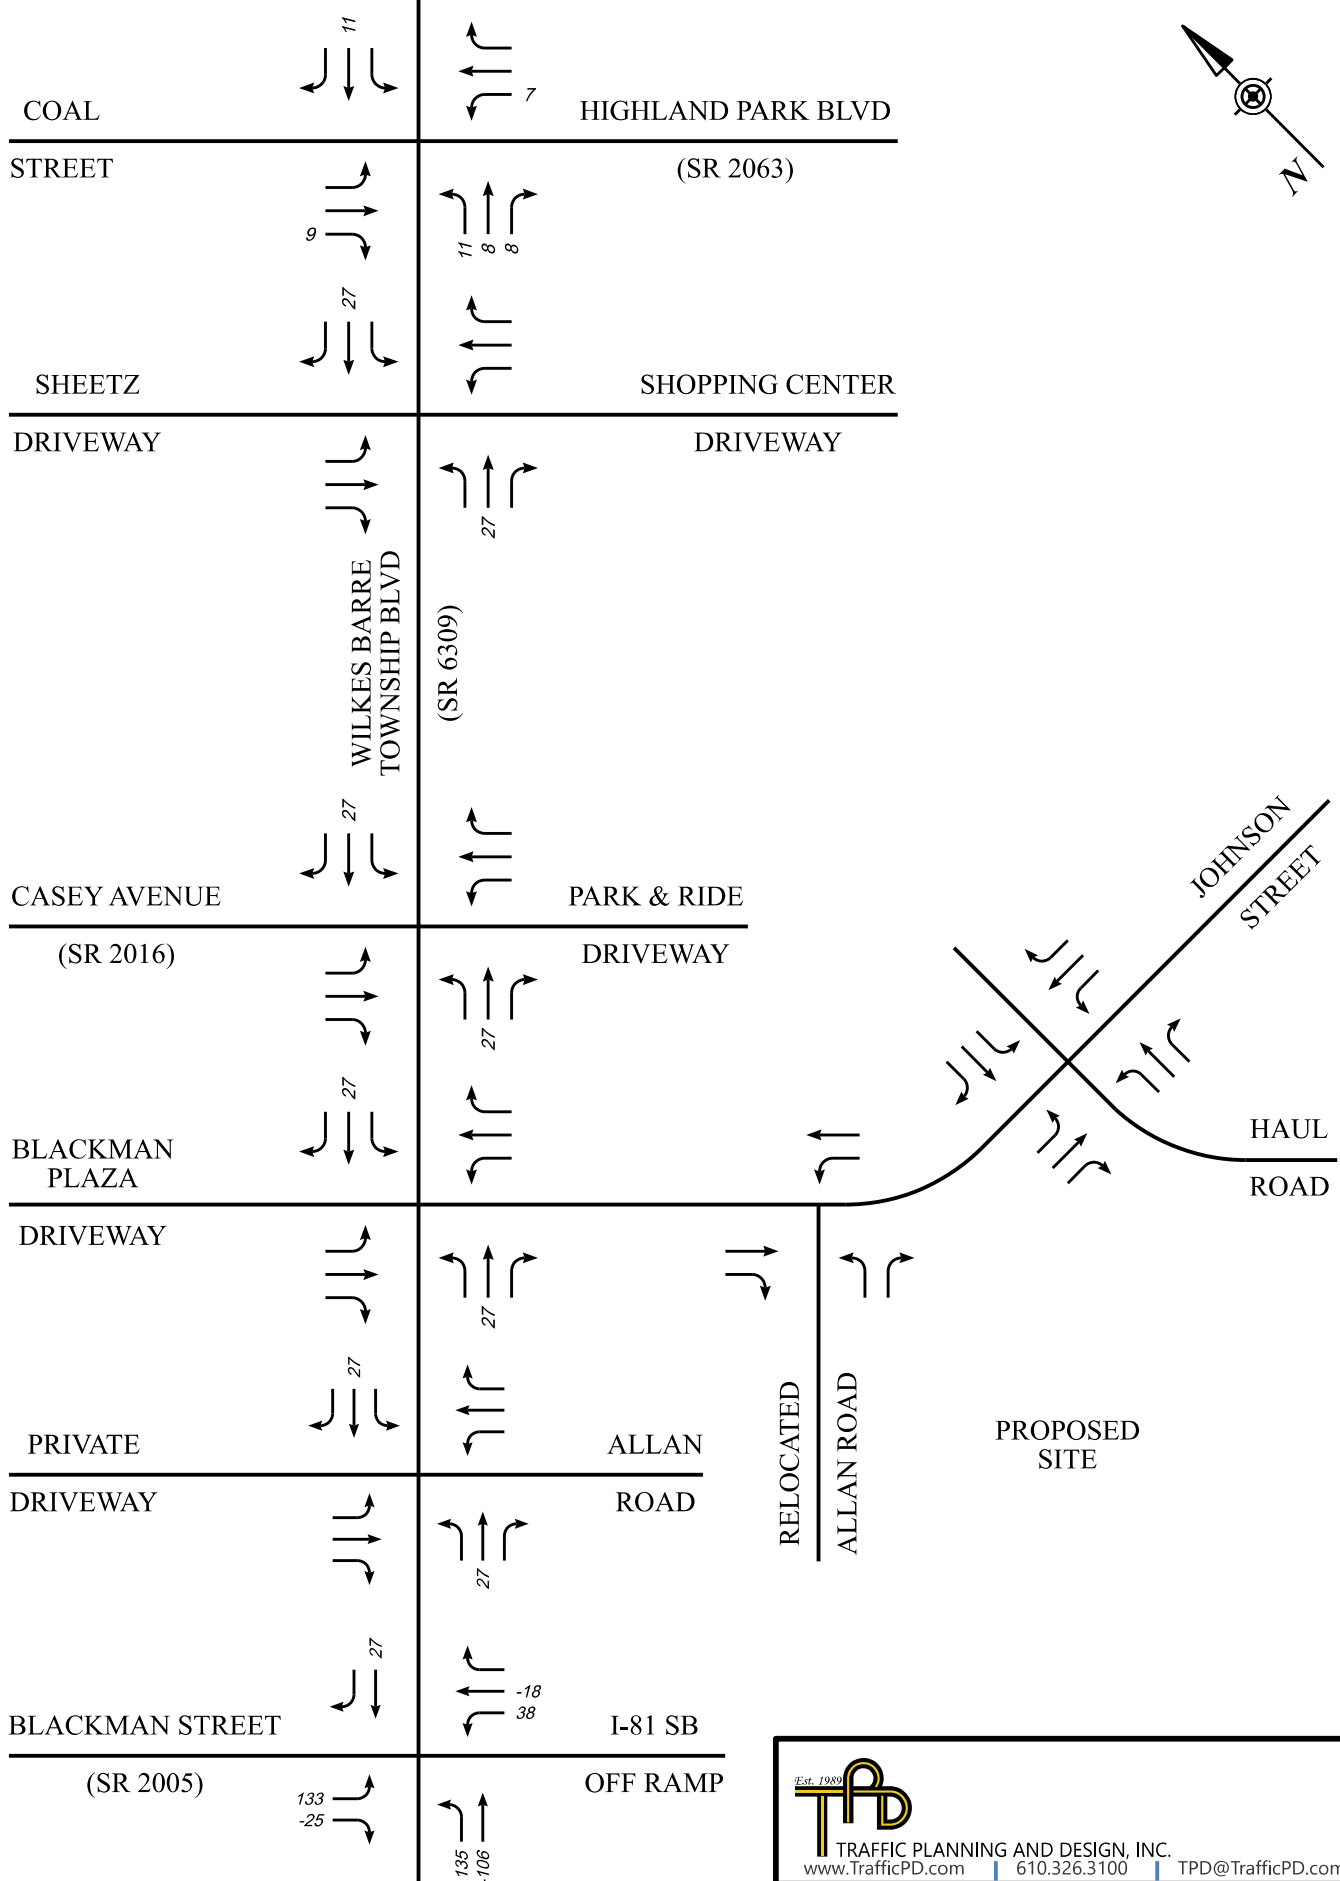 11
7
COAL
HIGHLAND PARK BLVD
STREET
(SR 2063)
9
11
8
8
27
SHEETZ
SHOPPING CENTER
DRIVEWAY
DRIVEWAY
27
WILKES BARRE
TOWNSHIP BLVD
(SR 6309)
27
CASEY AVENUE
PARK & RIDE
(SR 2016)
DRIVEWAY
27
JOHNSON
STREET
27
BLACKMAN
PLAZA
HAUL
ROAD
DRIVEWAY
27
27
PRIVATE
ALLAN
DRIVEWAY
ROAD
RELOCATED
ALLAN ROAD
PROPOSED
SITE
27
27
-18
38
BLACKMAN STREET
I-81 SB
(SR 2005)
OFF RAMP
133
-25
135
-106
N
Est. 1989
TPD
TRAFFIC PLANNING AND DESIGN, INC.
www.TrafficPD.com | 610.326.3100 | TPD@TrafficPD.com